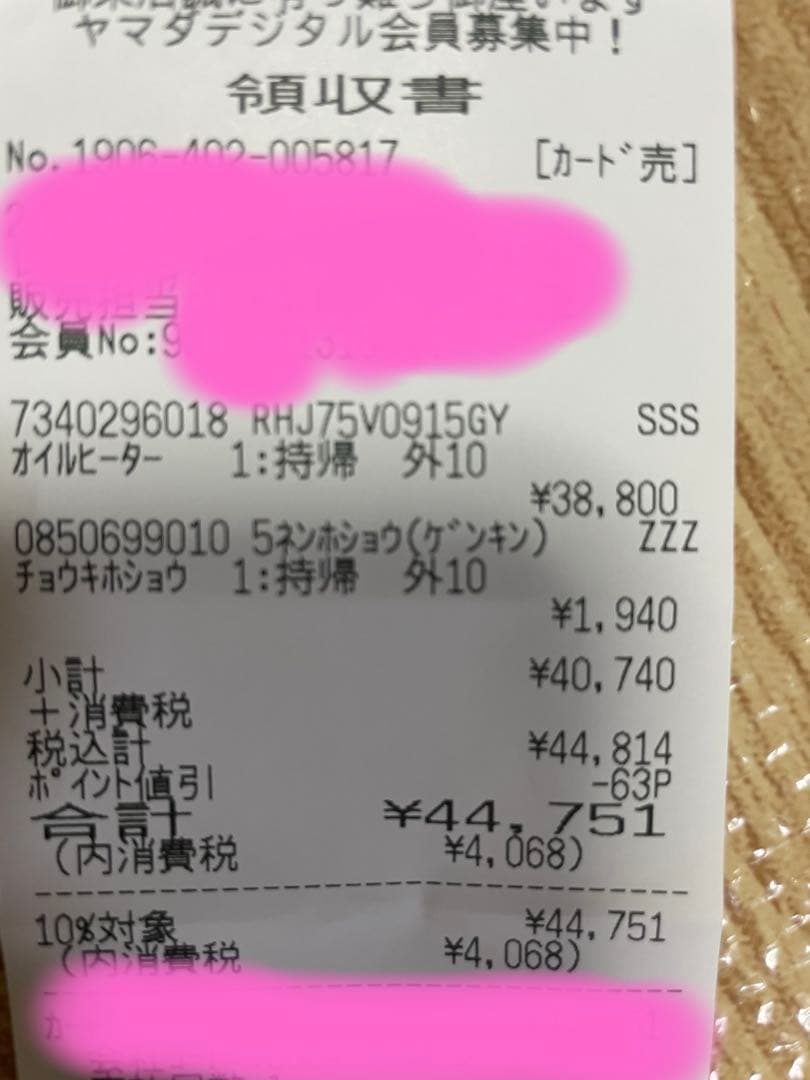 ヤマダデジタル会員募集中！
領収書
No.1906-402-005817 [ｶｰﾄﾞ売]
販売担当
会員No:9
7340296018 RHJ75V0915GY SSS
ｵｲﾙﾋｰﾀｰ 1:持帰 外10
¥38,800
0850699010 5ﾈﾝﾎｼｮｳ(ｹﾞﾝｷﾝ) ZZZ
ﾁｮｳｷﾎｼｮｳ 1:持帰 外10
¥1,940
小計 ¥40,740
＋消費税
税込計 ¥44,814
ﾎﾟｲﾝﾄ値引 -63P
合計 ¥44,751
(内消費税 ¥4,068)
10%対象 ¥44,751
(内消費税 ¥4,068)